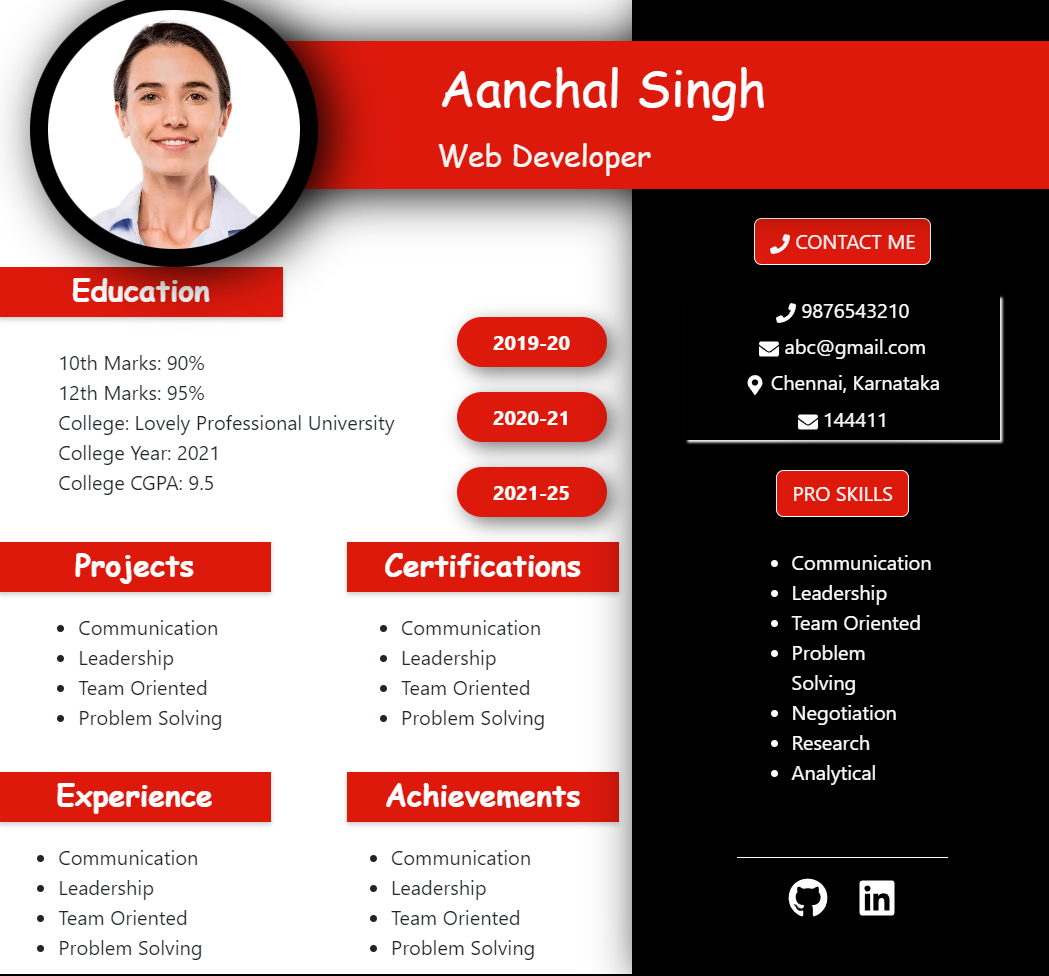 Aanchal Singh
Web Developer
Education
10th Marks: 90%
12th Marks: 95%
College: Lovely Professional University
College Year: 2021
College CGPA: 9.5
2019-20
2020-21
2021-25
Projects
Communication
Leadership
Team Oriented
Problem Solving
Certifications
Communication
Leadership
Team Oriented
Problem Solving
Experience
Communication
Leadership
Team Oriented
Problem Solving
Achievements
Communication
Leadership
Team Oriented
Problem Solving
CONTACT ME
9876543210
abc@gmail.com
Chennai, Karnataka
144411
PRO SKILLS
Communication
Leadership
Team Oriented
Problem
Solving
Negotiation
Research
Analytical
in